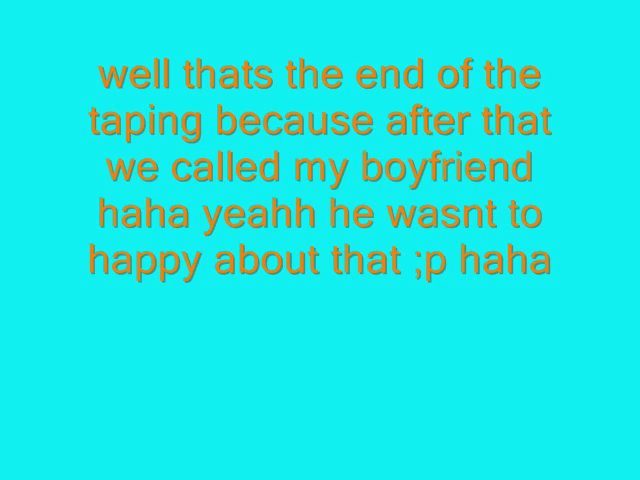 well thats the end of the
taping because after that
we called my boyfriend
haha yeahh he wasnt to
happy about that ;p haha